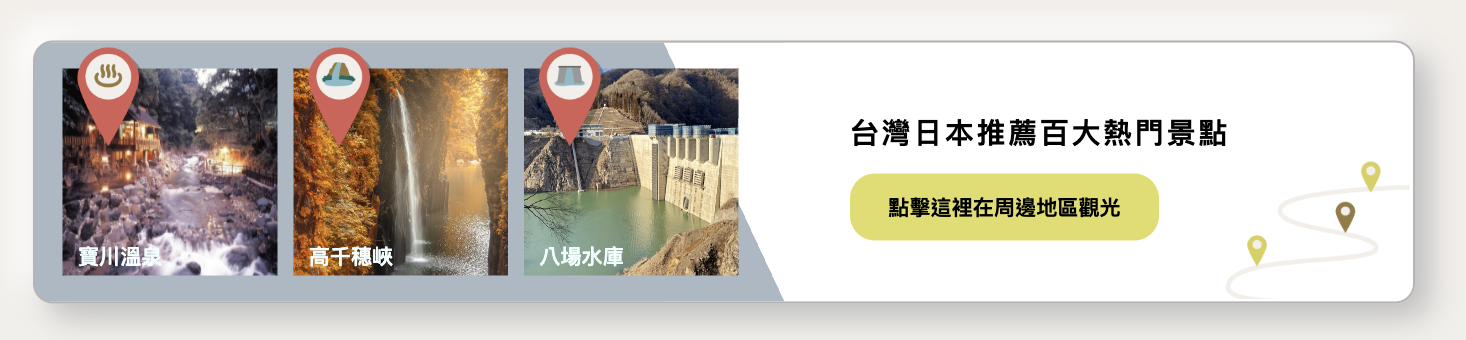 寶川溫泉
高千穗峽
八場水庫
台灣日本推薦百大熱門景點
點擊這裡在周邊地區觀光